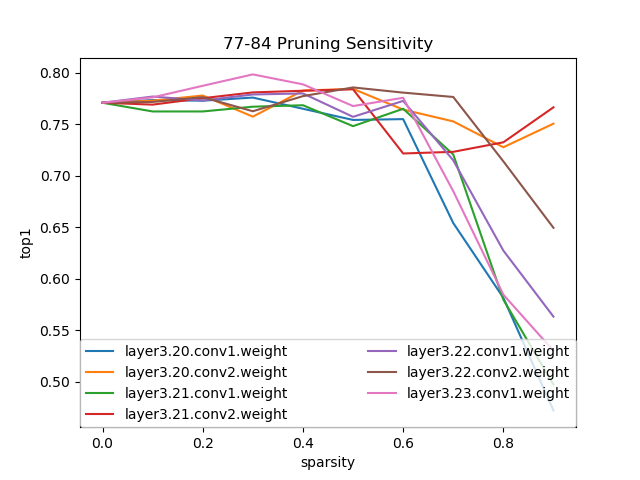 77-84 Pruning Sensitivity
top1
0.80
0.75
0.70
0.65
0.60
0.55
0.50
layer3.20.conv1.weight
layer3.20.conv2.weight
layer3.21.conv1.weight
layer3.21.conv2.weight
layer3.22.conv1.weight
layer3.22.conv2.weight
layer3.23.conv1.weight
0.0 0.2 0.4 0.6 0.8
sparsity